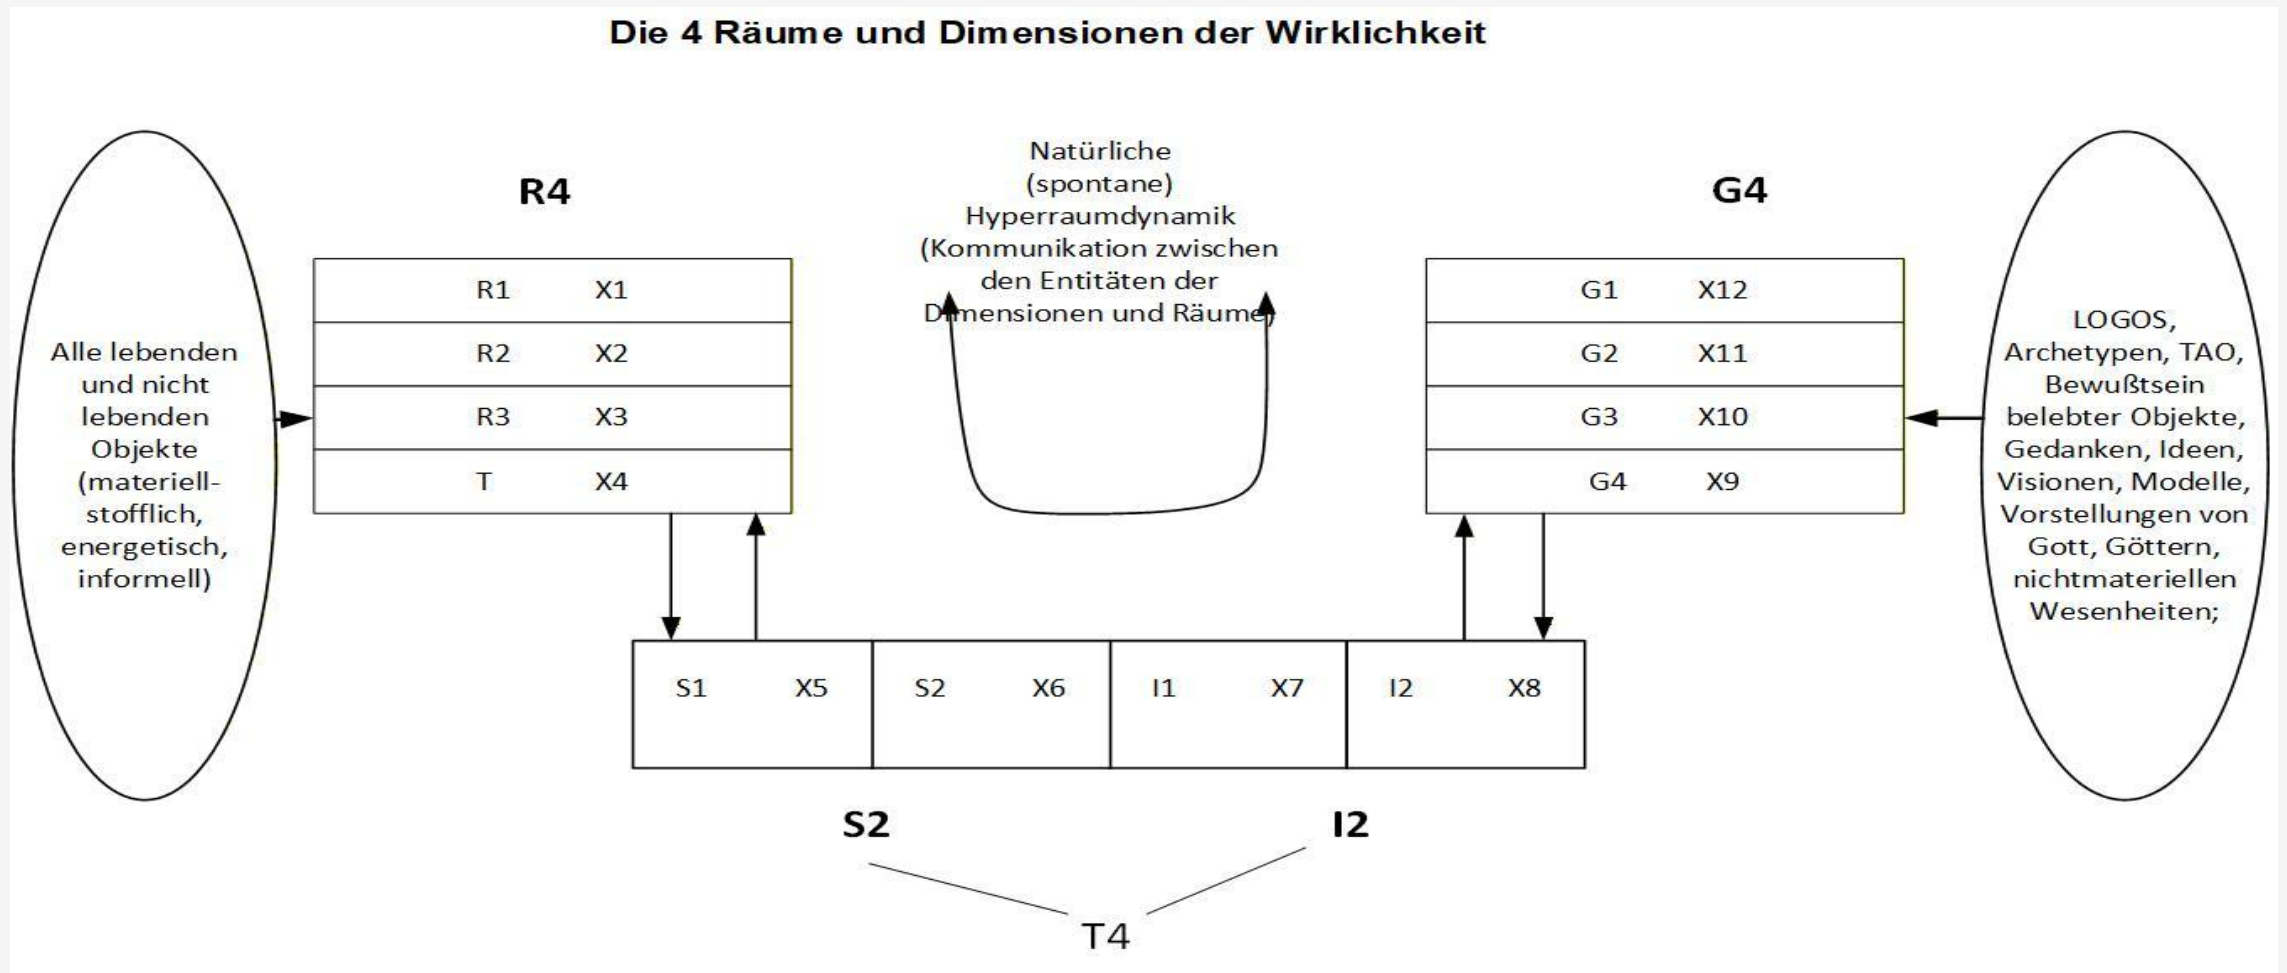 Die 4 Räume und Dimensionen der Wirklichkeit
Alle lebenden
und nicht
lebenden
Objekte
(materiell-
stofflich,
energetisch,
informell)
R4
R1 X1
R2 X2
R3 X3
T X4
Natürliche
(spontane)
Hyperraumdynamik
(Kommunikation zwischen
den Entitäten der
Dimensionen und Räume)
G4
G1 X12
G2 X11
G3 X10
G4 X9
LOGOS,
Archetypen, TAO,
Bewußtsein
belebter Objekte,
Gedanken, Ideen,
Visionen, Modelle,
Vorstellungen von
Gott, Göttern,
nichtmateriellen
Wesenheiten;
S1 X5 S2 X6 I1 X7 I2 X8
S2 I2
T4